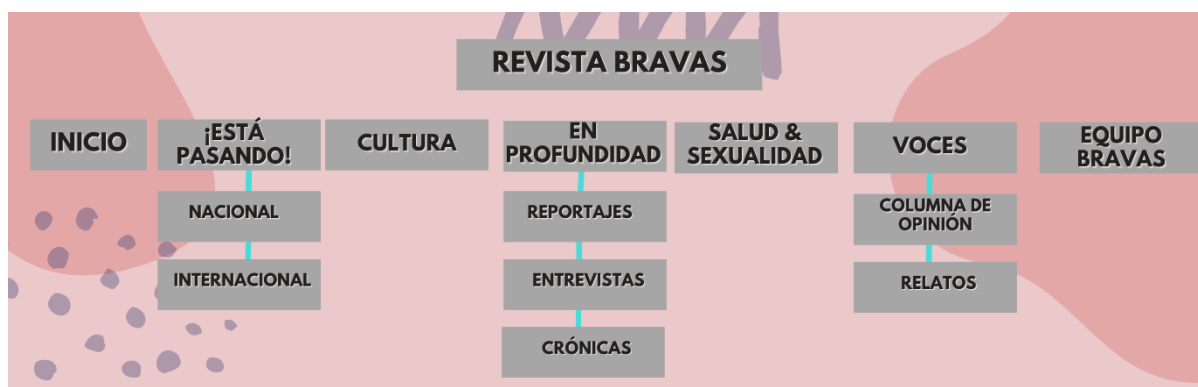 REVISTA BRAVAS
INICIO
¡ESTÁ
PASANDO!
CULTURA
EN
PROFUNDIDAD
SALUD &
SEXUALIDAD
VOCES
EQUIPO
BRAVAS
NACIONAL
REPORTAJES
COLUMNA DE
OPINIÓN
INTERNACIONAL
ENTREVISTAS
RELATOS
CRÓNICAS